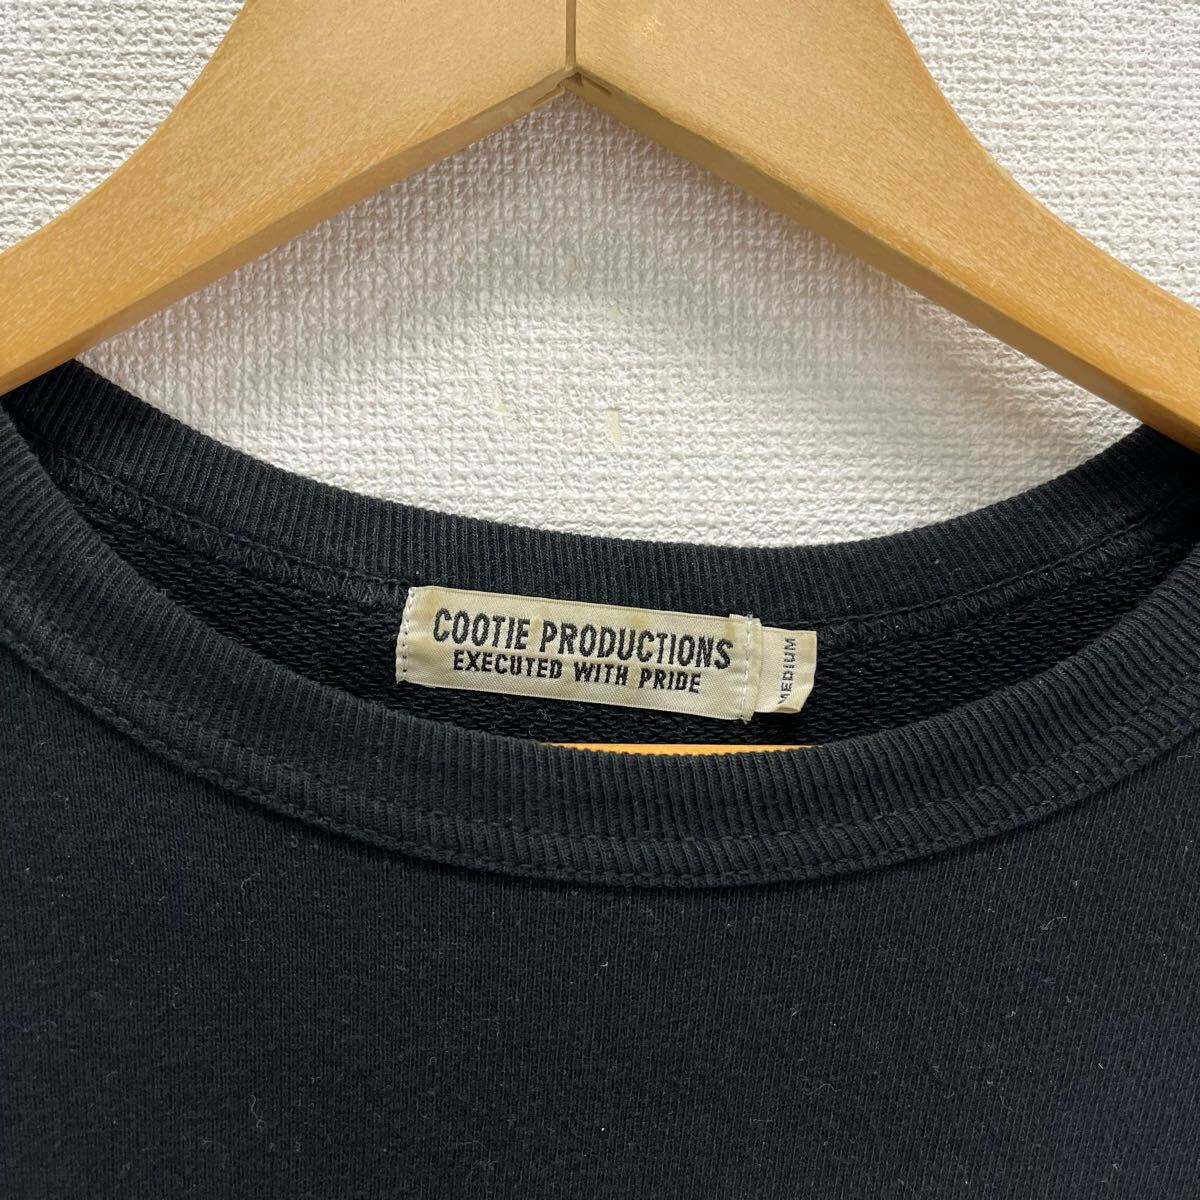 COOTIE PRODUCTIONS
EXECUTED WITH PRIDE
MEDIUM